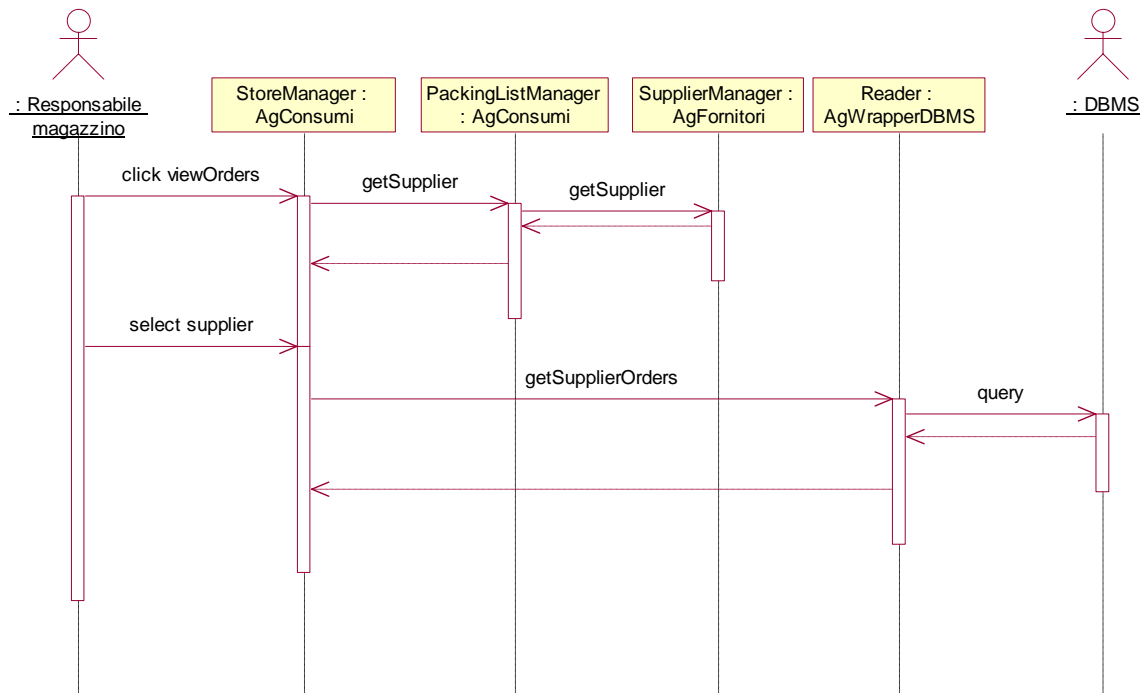 : Responsabile
magazzino
StoreManager :
AgConsumi
PackingListManager
: AgConsumi
SupplierManager :
AgFornitori
Reader :
AgWrapperDBMS
: DBMS
click viewOrders
getSupplier
getSupplier
select supplier
getSupplierOrders
query